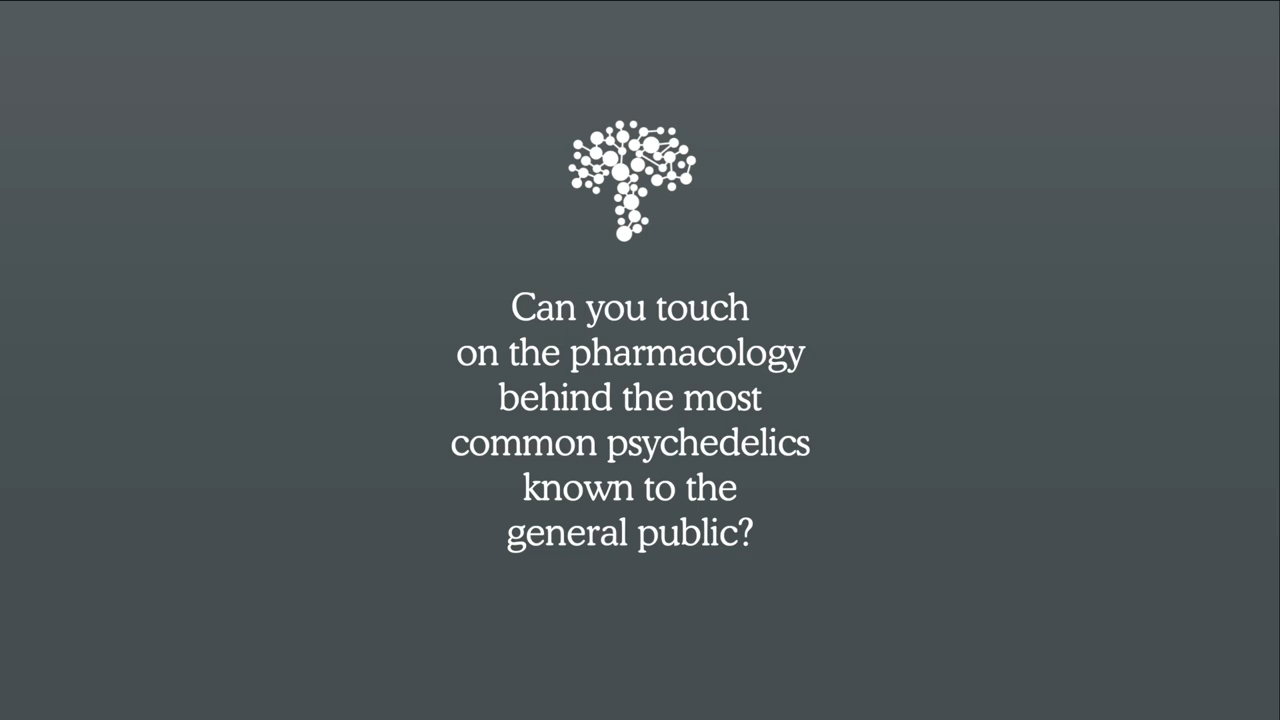 Can you touch
on the pharmacology
behind the most
common psychedelics
known to the
general public?